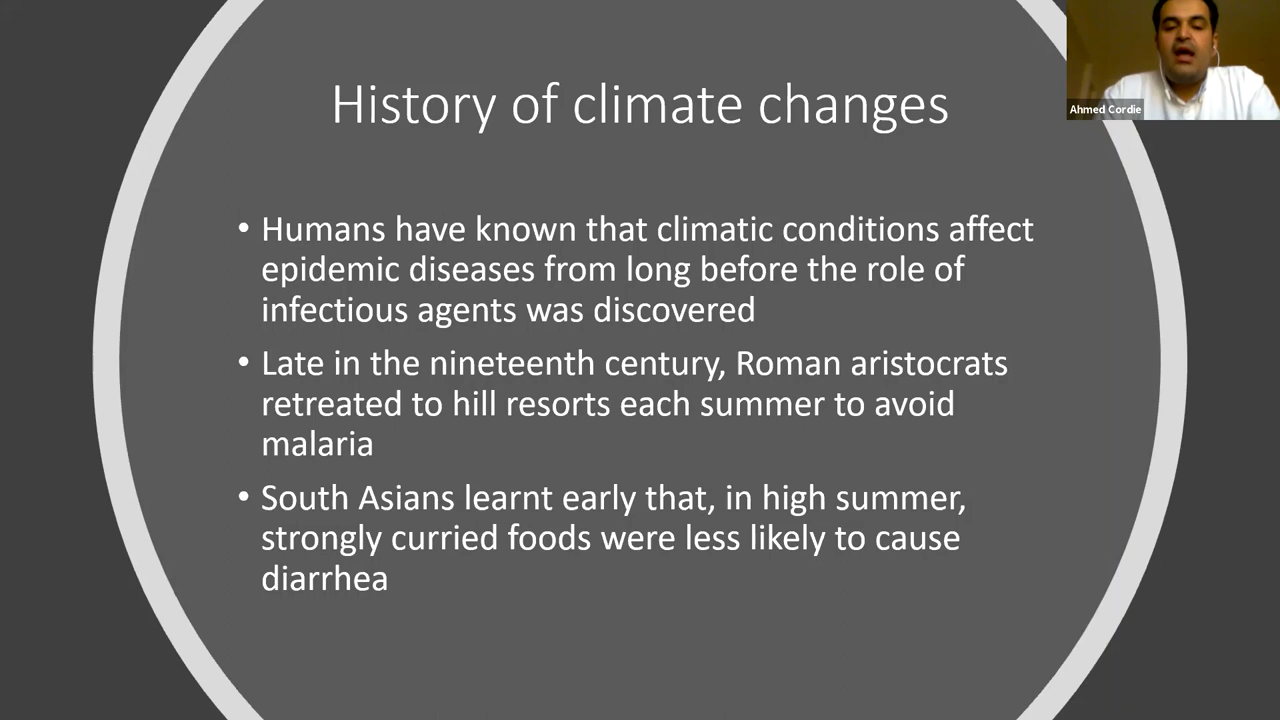 History of climate changes
Ahmed Cordie
• Humans have known that climatic conditions affect
epidemic diseases from long before the role of
infectious agents was discovered
• Late in the nineteenth century, Roman aristocrats
retreated to hill resorts each summer to avoid
malaria
• South Asians learnt early that, in high summer,
strongly curried foods were less likely to cause
diarrhea